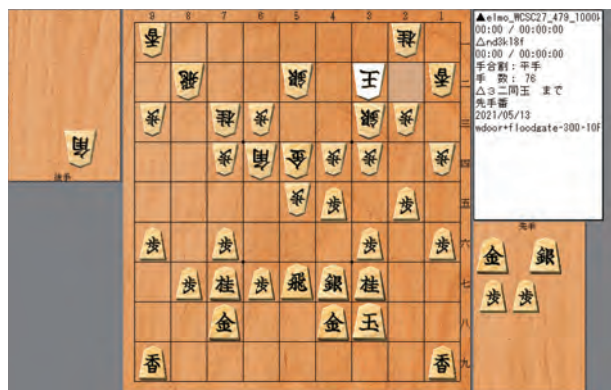 角
後手
9 8 7 6 5 4 3 2 1
香 桂 一
飛 銀 王 香 二
歩 桂 歩 銀 歩 三
歩 角 金 歩 歩 歩 四
歩 歩 歩 五
歩 歩 歩 歩 六
歩 桂 歩 飛 銀 桂 七
金 金 王 八
香 香 九
▲elmo_WCSC27_479_1000k
00:00 / 00:00:00
△nd3k18f
00:00 / 00:00:00
手合割：平手
手 数： 76
△３二同玉 まで
先手番
2021/05/13
wdoor+floodgate-300-10F
先手
金 銀
歩 歩